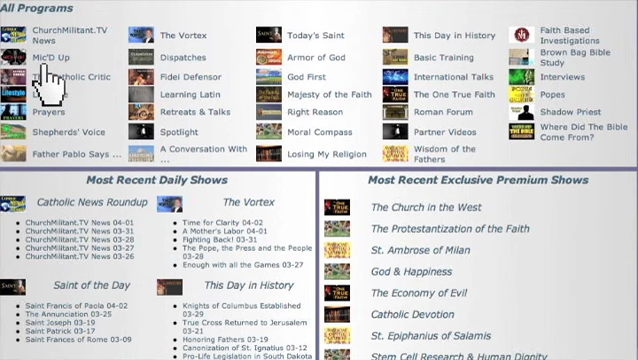 All Programs
ChurchMilitant.TV News
The Vortex
Today's Saint
This Day in History
Faith Based Investigations
Mic'D Up
Dispatches
Armor of God
Basic Training
Brown Bag Bible Study
Catholic Critic
Fidei Defensor
God First
International Talks
Interviews
Learning Latin
Majesty of the Faith
The One True Faith
Popes
Prayers
Retreats & Talks
Right Reason
Roman Forum
Shadow Priest
Shepherds' Voice
Spotlight
Moral Compass
Partner Videos
Where Did The Bible Come From?
Father Pablo Says ...
A Conversation With ...
Losing My Religion
Wisdom of the Fathers
Most Recent Daily Shows
Catholic News Roundup
ChurchMilitant.TV News 04-01
ChurchMilitant.TV News 03-31
ChurchMilitant.TV News 03-28
ChurchMilitant.TV News 03-27
ChurchMilitant.TV News 03-26
The Vortex
Time for Clarity 04-02
A Mother's Labor 04-01
Fighting Back! 03-31
The Pope, the Press and the People
03-28
Enough with all the Games 03-27
Saint of the Day
Saint Francis of Paola 04-02
The Annunciation 03-25
Saint Joseph 03-19
Saint Patrick 03-17
Saint Frances of Rome 03-09
This Day in History
Knights of Columbus Established
03-29
True Cross Returned to Jerusalem
03-21
Honoring Fathers 03-19
Canonization of St. Ignatius 03-12
Pro-Life Legislation in South Dakota
Most Recent Exclusive Premium Shows
The Church in the West
The Protestantization of the Faith
St. Ambrose of Milan
God & Happiness
The Economy of Evil
Catholic Devotion
St. Epiphanius of Salamis
Stem Cell Research & Human Dignity